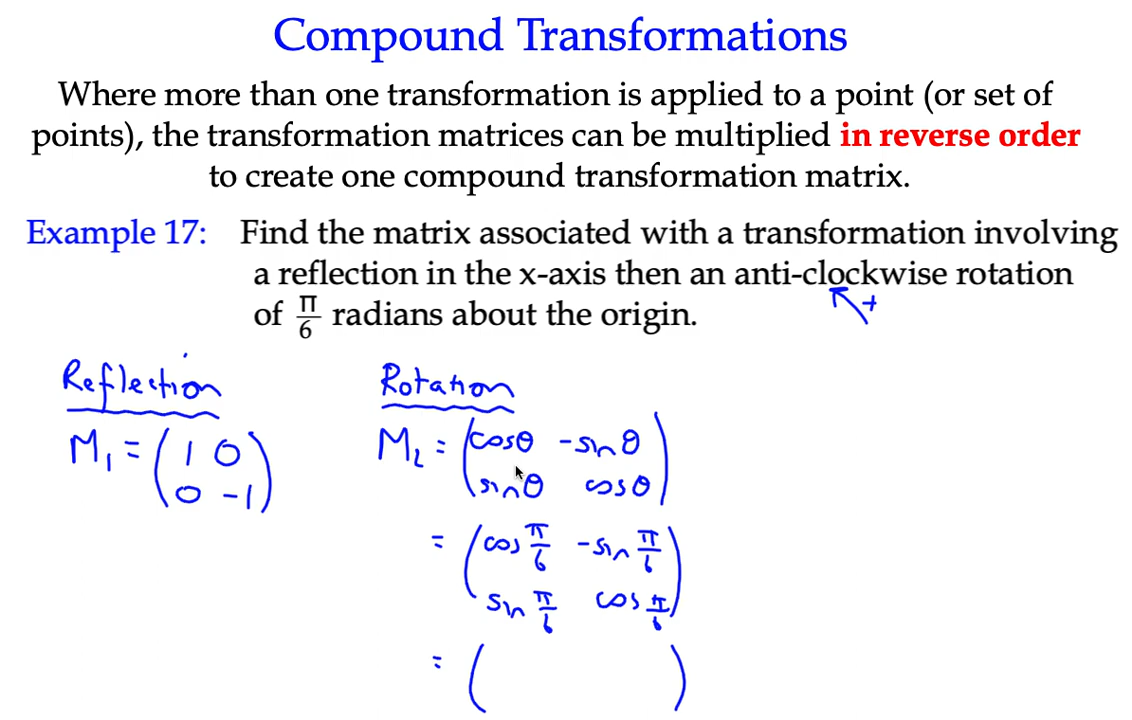 Compound Transformations
Where more than one transformation is applied to a point (or set of
points), the transformation matrices can be multiplied in reverse order
to create one compound transformation matrix.
Example 17: Find the matrix associated with a transformation involving
a reflection in the x-axis then an anti-clockwise rotation
of π/6 radians about the origin.
+
Reflection
M₁ = (1 0
0 -1)
Rotation
M₂ = (cosθ -sinθ
sinθ cosθ)
= (cos π/6 -sin π/6
sin π/6 cos π/6)
= ( )